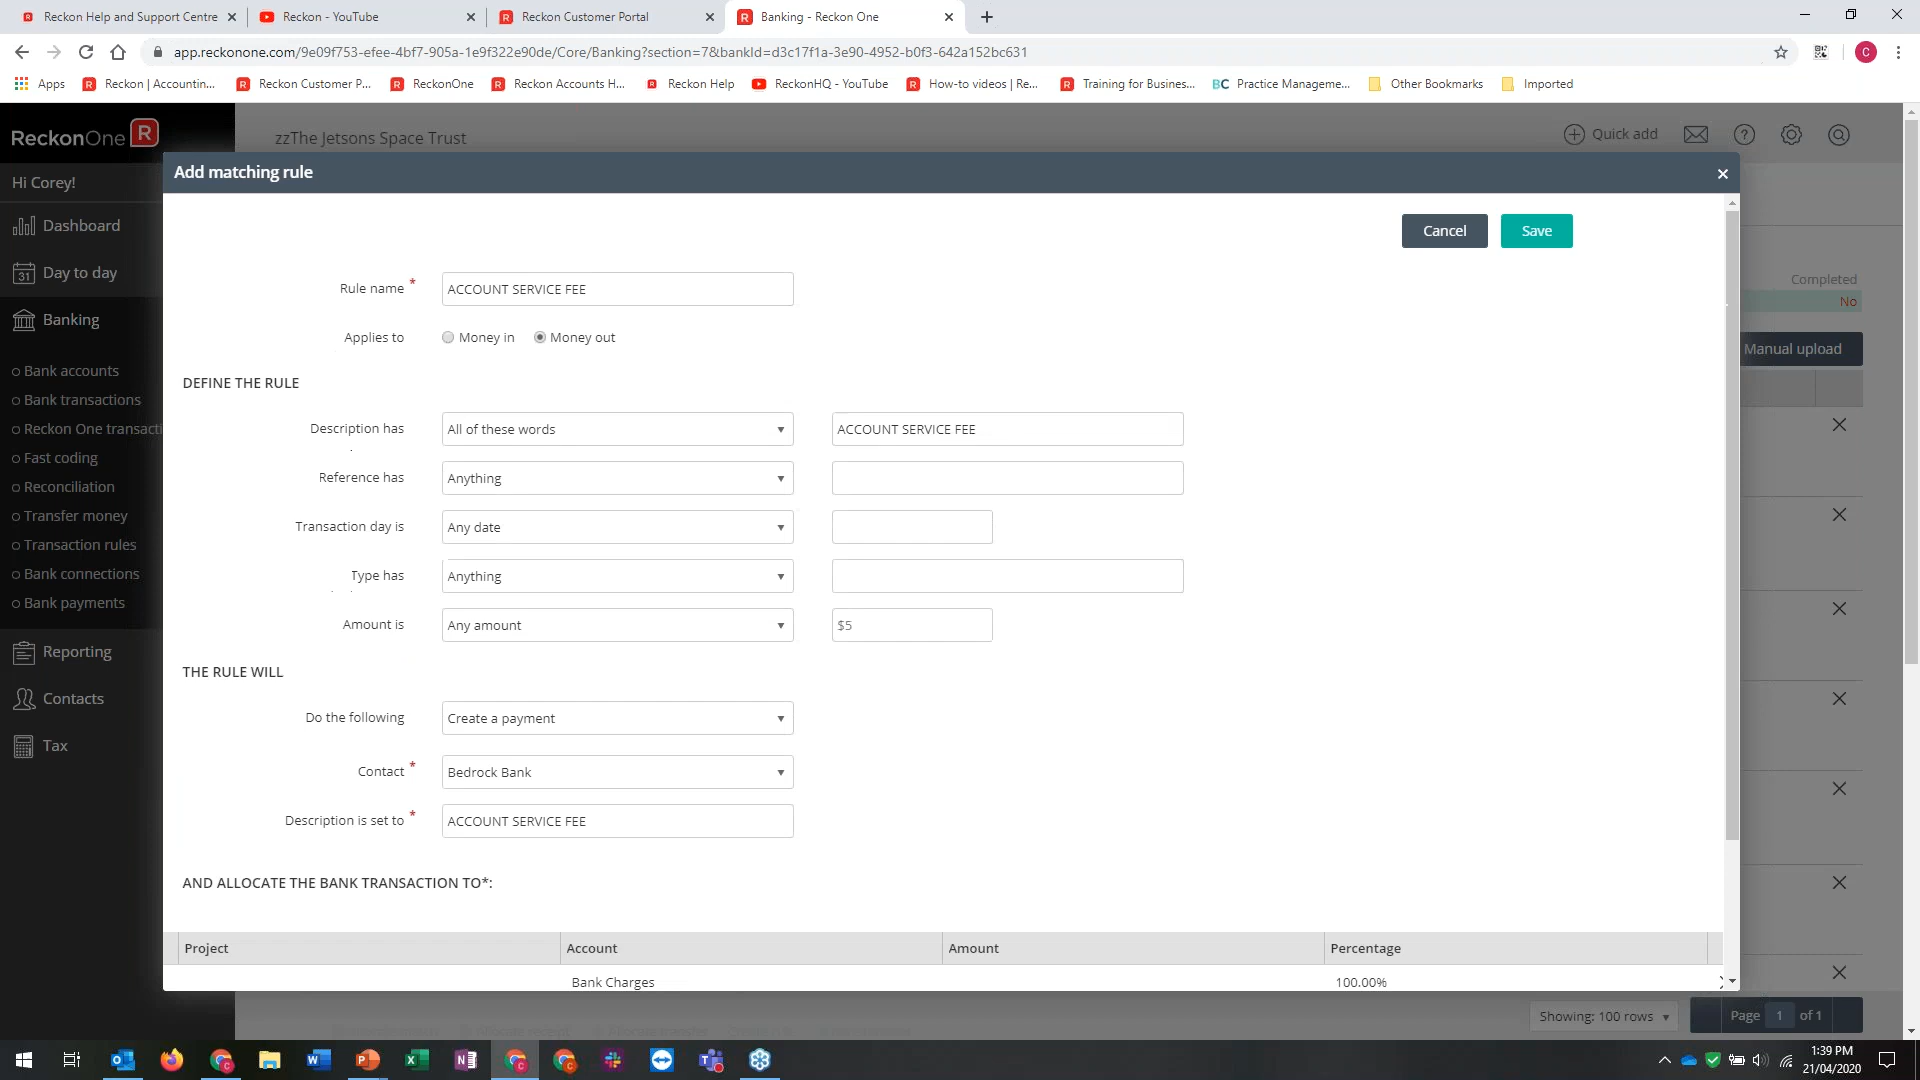 Reckon Help and Support Centre
Reckon - YouTube
Reckon Customer Portal
Banking - Reckon One
app.reckonone.com/9e09f753-efee-4bf7-905a-1e9f322e90de/Core/Banking?section=7&bankId=d3c17f1a-3e90-4952-b0f3-642a152bc631
Apps
Reckon | Accountin...
Reckon Customer P...
ReckonOne
Reckon Accounts H...
Reckon Help
ReckonHQ - YouTube
How-to videos | Re...
Training for Busines...
BC Practice Manageme...
Other Bookmarks
Imported
ReckonOne R
zzThe Jetsons Space Trust
Quick add
Hi Corey!
Dashboard
Day to day
Banking
Bank accounts
Bank transactions
Reckon One transacti
Fast coding
Reconciliation
Transfer money
Transaction rules
Bank connections
Bank payments
Reporting
Contacts
Tax
Add matching rule
Cancel
Save
Rule name *
ACCOUNT SERVICE FEE
Applies to
Money in
Money out
DEFINE THE RULE
Description has
All of these words
ACCOUNT SERVICE FEE
Reference has
Anything
Transaction day is
Any date
Type has
Anything
Amount is
Any amount
$5
THE RULE WILL
Do the following
Create a payment
Contact *
Bedrock Bank
Description is set to *
ACCOUNT SERVICE FEE
AND ALLOCATE THE BANK TRANSACTION TO*:
Project
Account
Amount
Percentage
Bank Charges
100.00%
Completed
No
Manual upload
Showing: 100 rows
Page 1 of 1
1:39 PM
21/04/2020